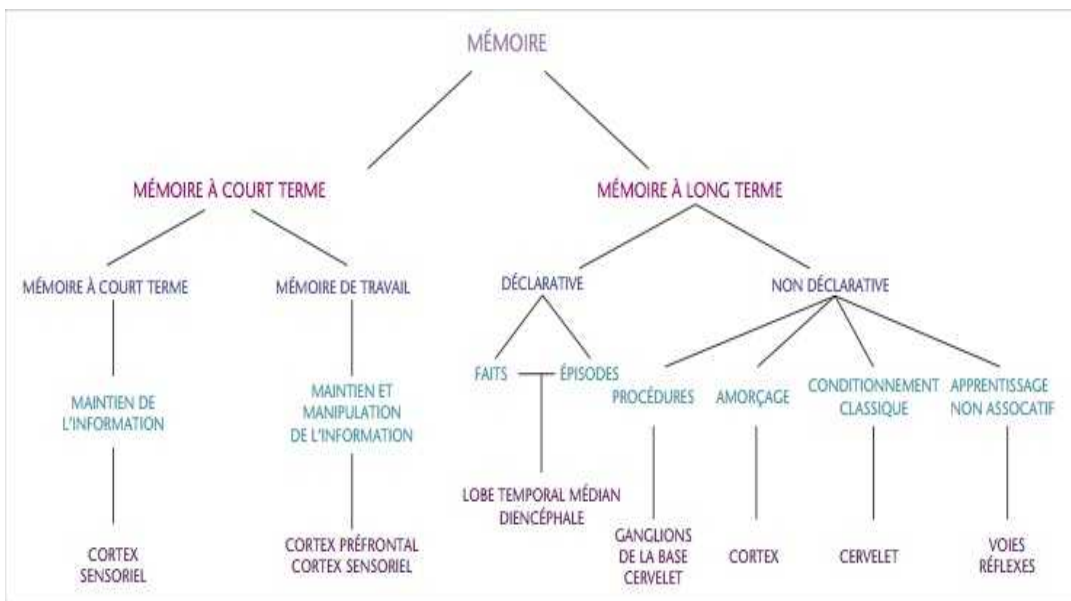 MÉMOIRE
MÉMOIRE À COURT TERME
MÉMOIRE À LONG TERME
MÉMOIRE À COURT TERME
MÉMOIRE DE TRAVAIL
DÉCLARATIVE
NON DÉCLARATIVE
MAINTIEN DE
L'INFORMATION
MAINTIEN ET
MANIPULATION
DE L'INFORMATION
FAITS
ÉPISODES
PROCÉDURES
AMORÇAGE
CONDITIONNEMENT
CLASSIQUE
APPRENTISSAGE
NON ASSOCATIF
CORTEX
SENSORIEL
CORTEX PRÉFRONTAL
CORTEX SENSORIEL
LOBE TEMPORAL MÉDIAN
DIENCÉPHALE
GANGLIONS
DE LA BASE
CERVELET
CORTEX
CERVELET
VOIES
RÉFLEXES